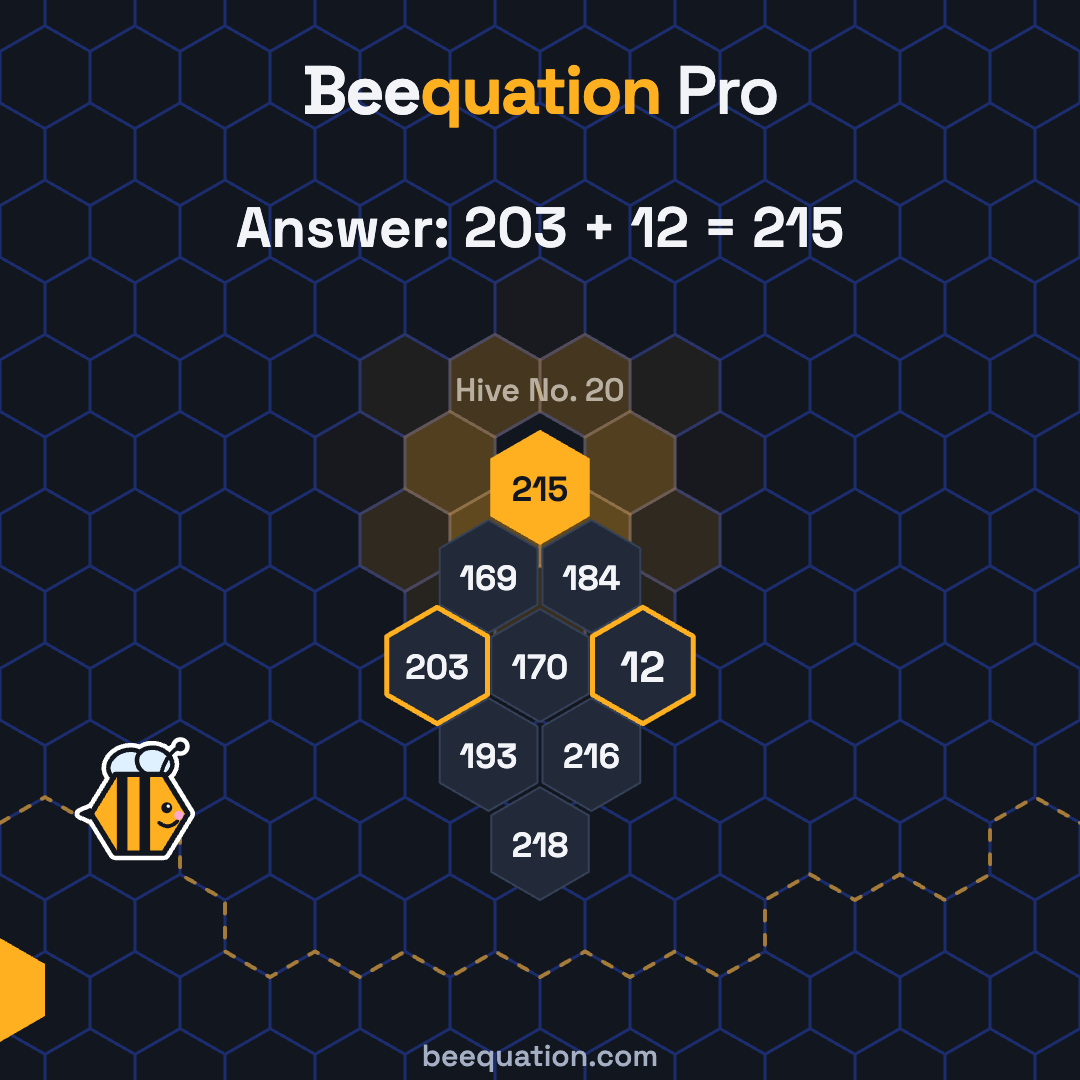 Beequation Pro
Answer: 203 + 12 = 215
Hive No. 20
215
169 184
203 170 12
193 216
218
beequation.com